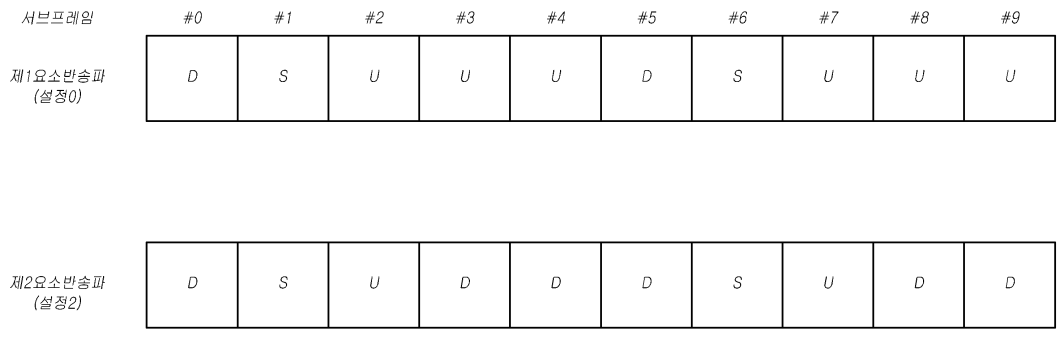 서브프레임 #0 #1 #2 #3 #4 #5 #6 #7 #8 #9
제1요소반송파 D S U U U D S U U U
(설정0)
제2요소반송파 D S U D D D S U D D
(설정2)